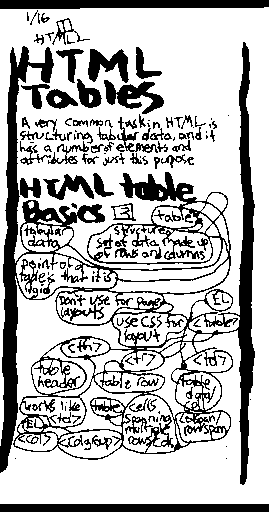 1/16
HTML
HTML
Tables
A very common task in HTML is
structuring tabular data, and it
has a number of elements and
attributes for just this purpose
HTML table
Basics 3
table
tabular
data
structured
set of data made up
of rows and columns
point of a
table is that it is
rigid
Don't use for page
layouts
use CSS for
layout
EL
<table>
<th>
<tr>
<td>
table
header
table row
table
data/
works like
<td>
table
cells
spanning
multiple
rows/cols
colspan/
rowspan
EL
<col>
<colgroup>